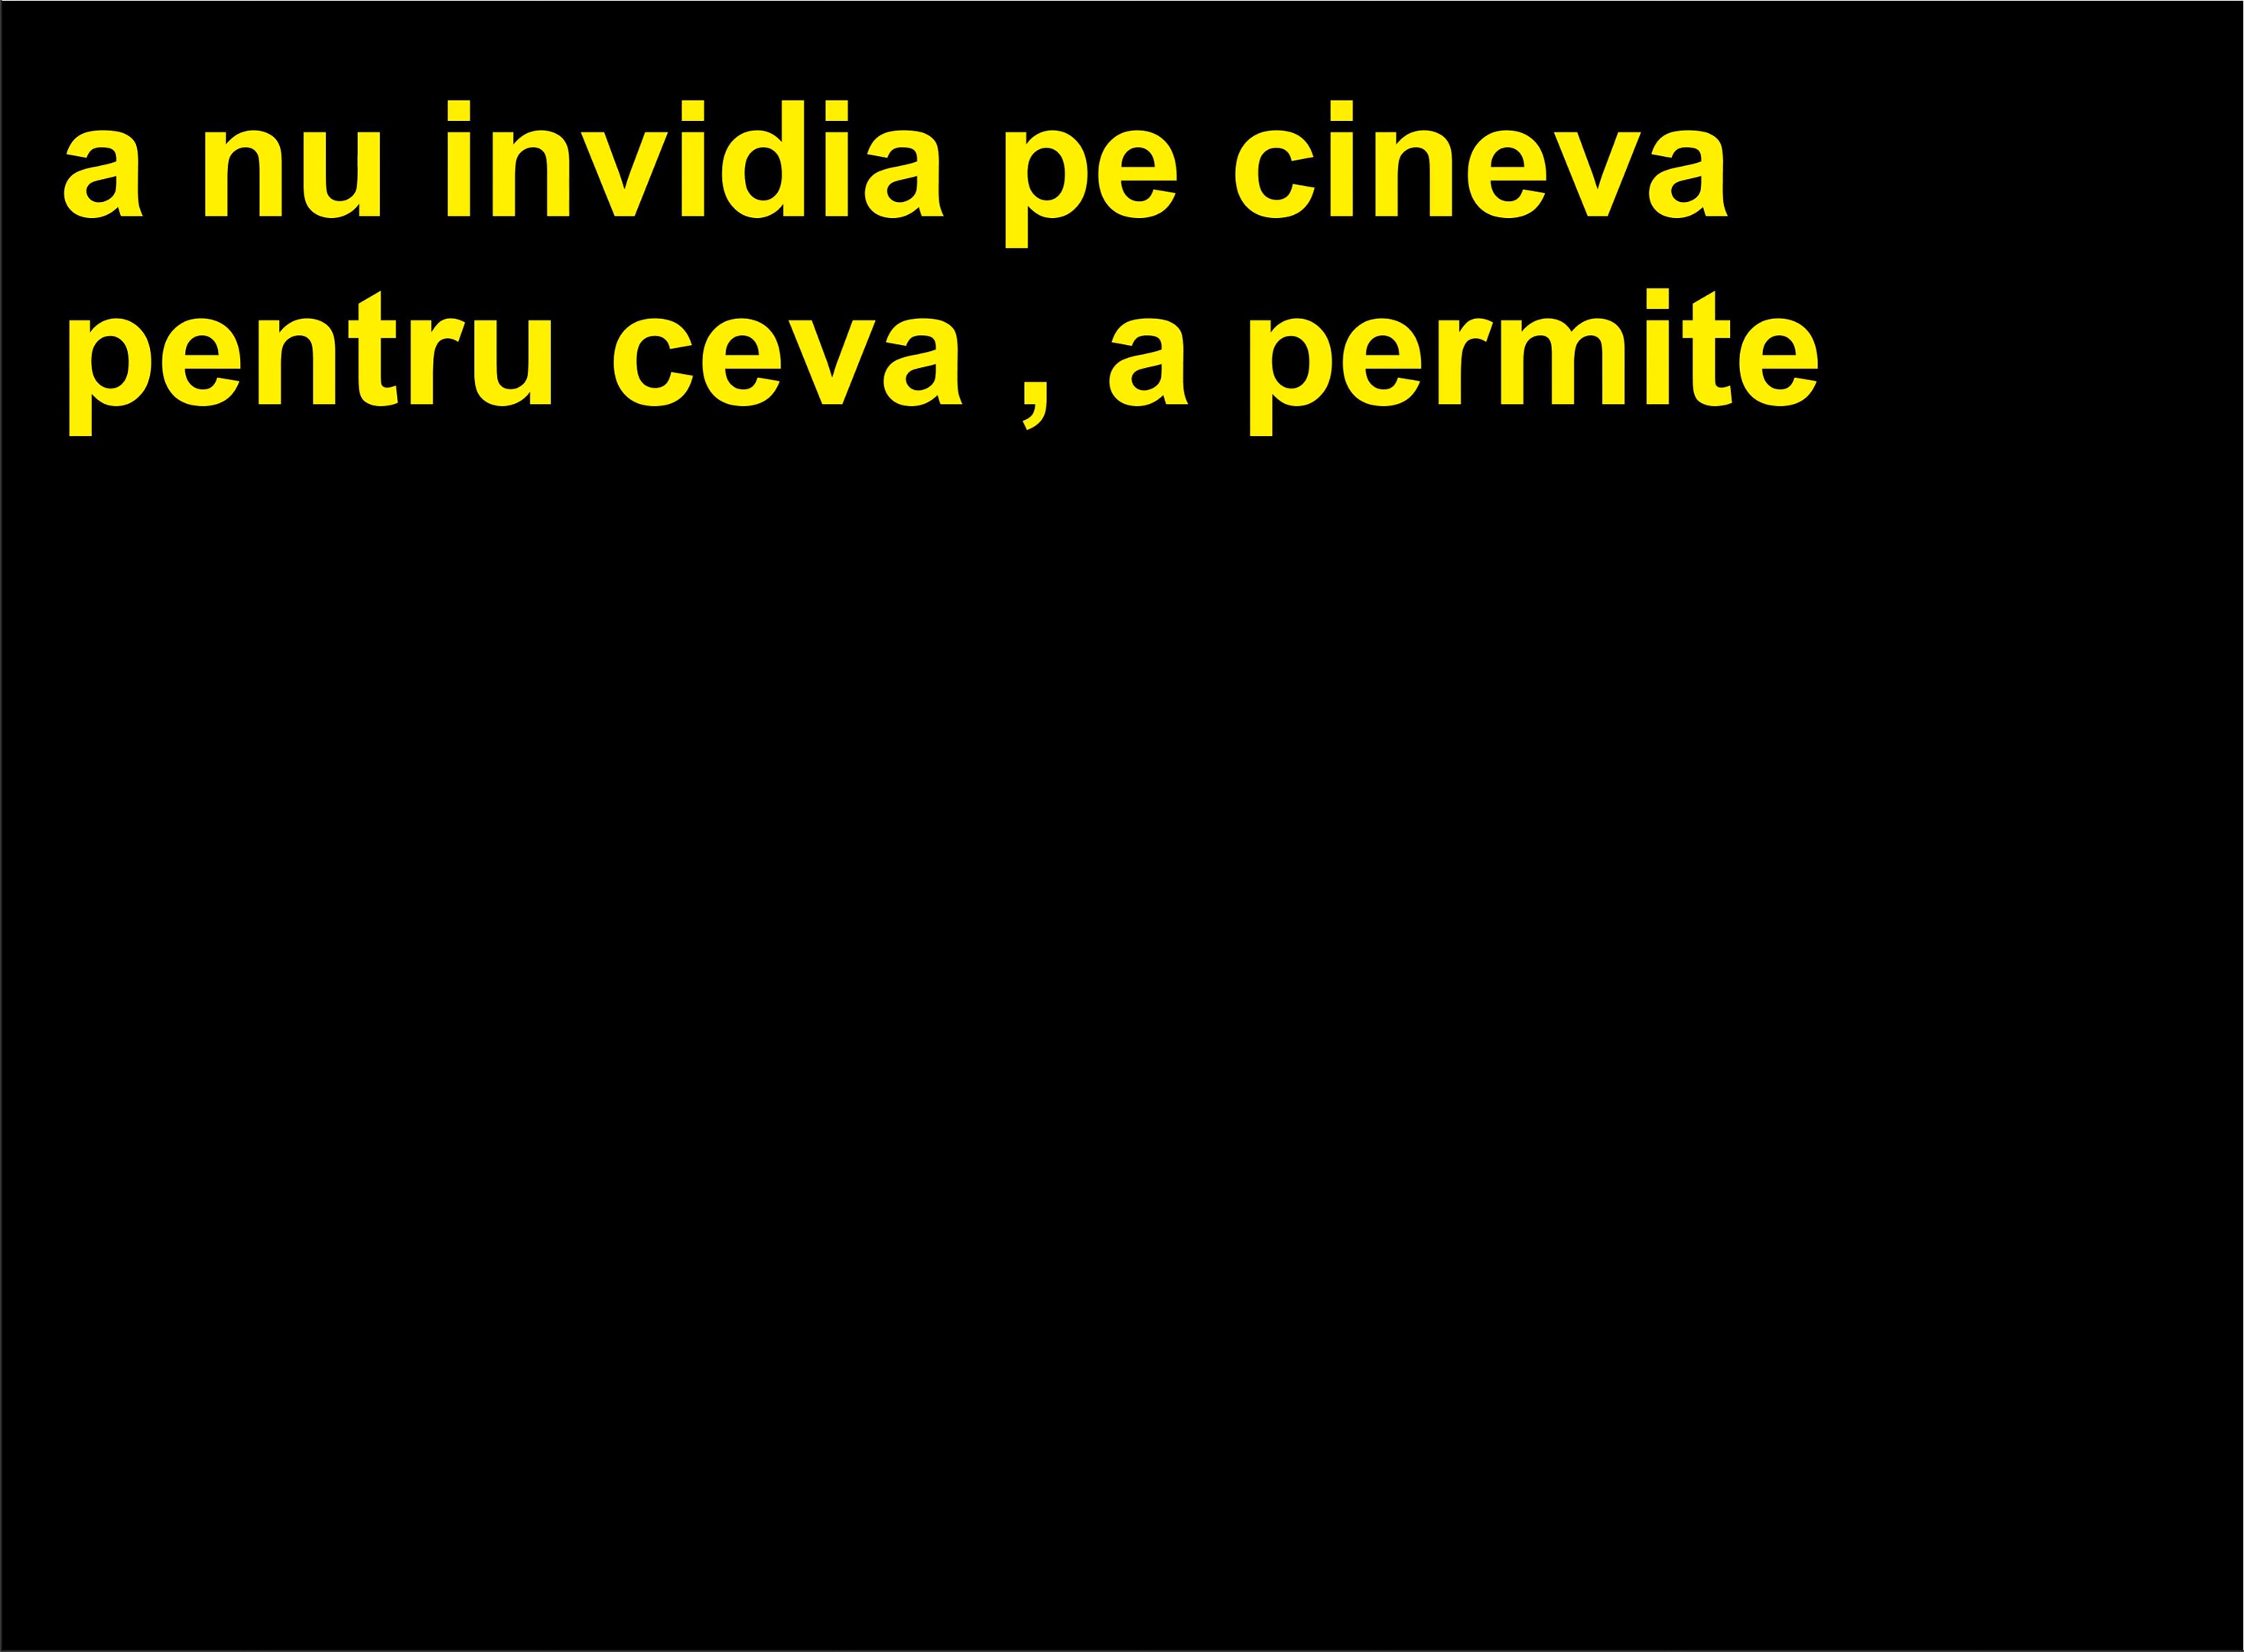 a nu invidia pe cineva
pentru ceva , a permite